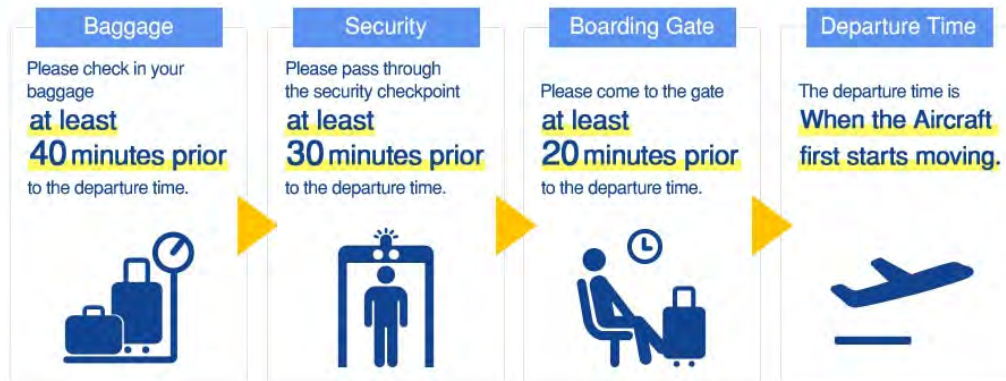 Baggage
Please check in your
baggage
at least
40 minutes prior
to the departure time.
Security
Please pass through
the security checkpoint
at least
30 minutes prior
to the departure time.
Boarding Gate
Please come to the gate
at least
20 minutes prior
to the departure time.
Departure Time
The departure time is
When the Aircraft
first starts moving.